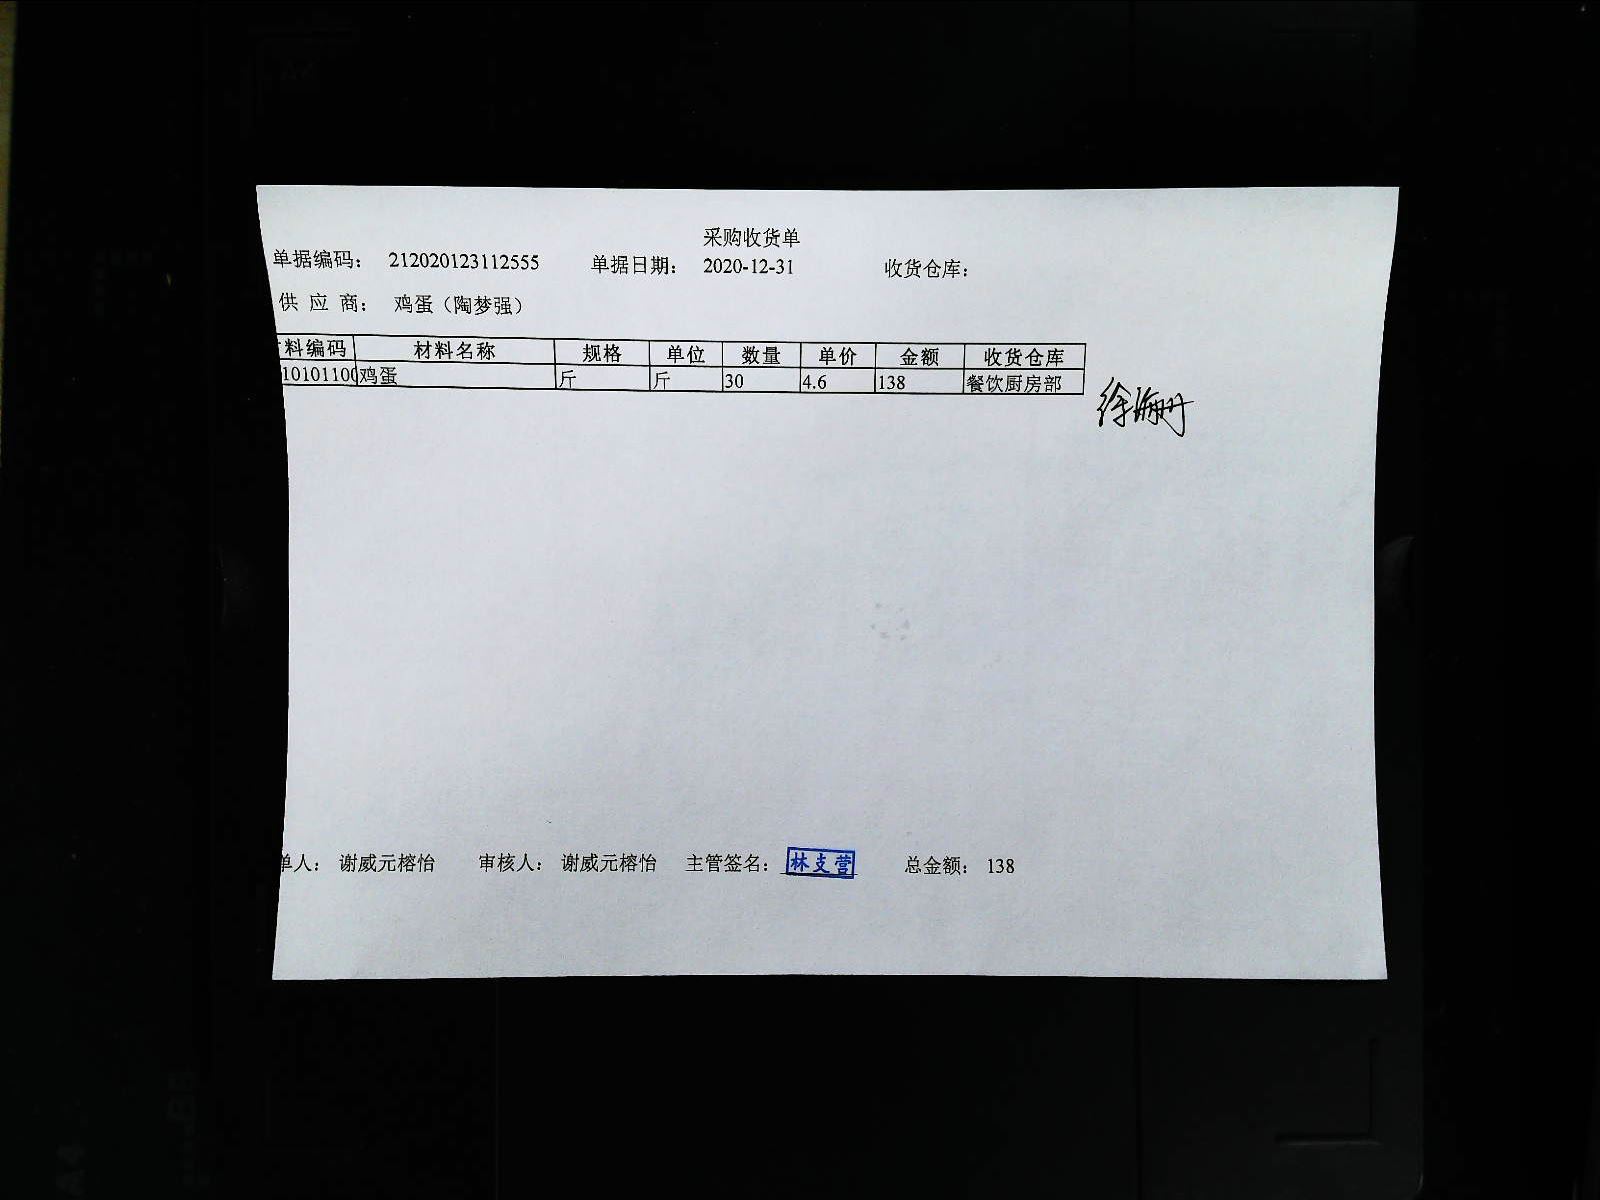 采购收货单
单据编码： 212020123112555 单据日期： 2020-12-31 收货仓库：
供 应 商： 鸡蛋（陶梦强）
料编码 材料名称 规格 单位 数量 单价 金额 收货仓库
10101100 鸡蛋 斤 斤 30 4.6 138 餐饮厨房部
徐海丹
单人： 谢威元榕怡 审核人： 谢威元榕怡 主管签名： 林支营 总金额： 138